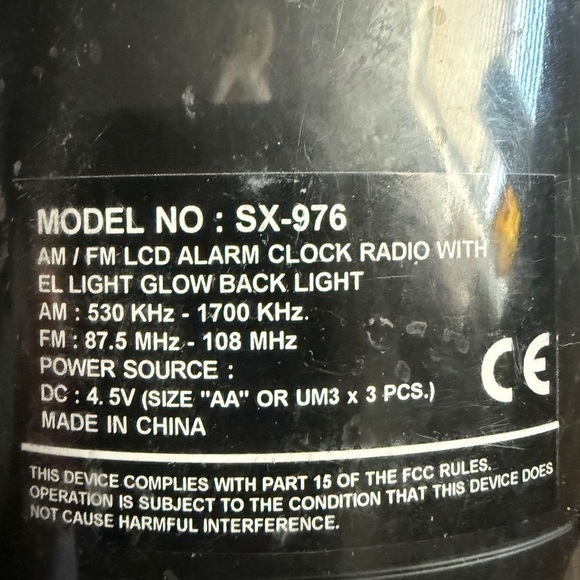 MODEL NO : SX-976
AM / FM LCD ALARM CLOCK RADIO WITH
EL LIGHT GLOW BACK LIGHT
AM : 530 KHz - 1700 KHz.
FM : 87.5 MHz - 108 MHz
POWER SOURCE :
DC : 4.5V (SIZE "AA" OR UM3 x 3 PCS.)
MADE IN CHINA
CE
THIS DEVICE COMPLIES WITH PART 15 OF THE FCC RULES.
OPERATION IS SUBJECT TO THE CONDITION THAT THIS DEVICE DOES
NOT CAUSE HARMFUL INTERFERENCE.